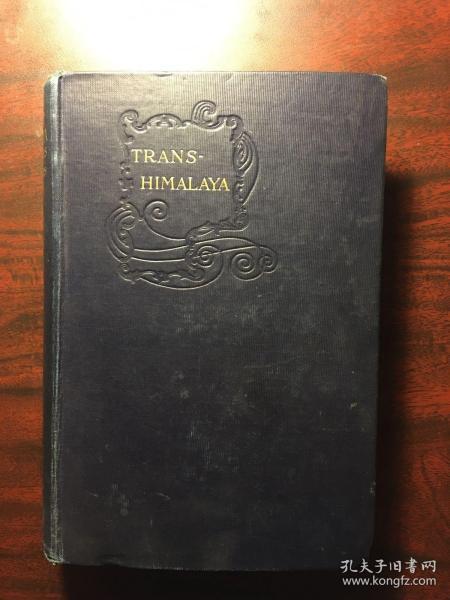 TRANS-
HIMALAYA
孔夫子旧书网
www.kongfz.com